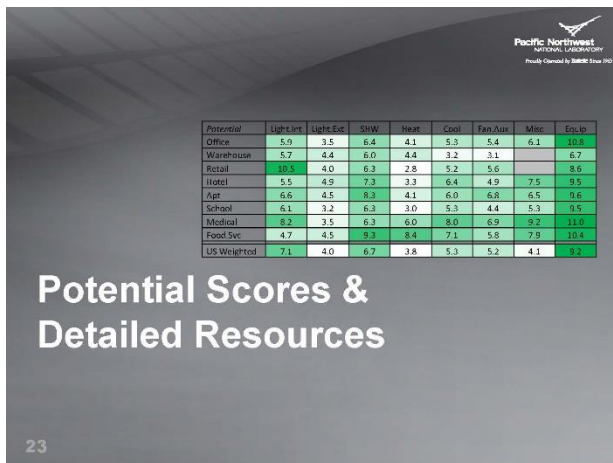 Pacific Northwest
NATIONAL LABORATORY
Proudly Operated by Battelle Since 1965
Potential Light.Int Light.Ext SHW Heat Cool Fan.Aux Misc Equip
Office 5.9 3.5 6.4 4.1 5.3 5.4 6.1 10.8
Warehouse 5.7 4.4 6.0 4.4 3.2 3.1 6.7
Retail 10.5 4.0 6.3 2.8 5.2 5.6 8.6
Hotel 5.5 4.9 7.3 3.3 6.4 4.9 7.5 9.5
Apt 6.6 4.5 8.3 4.1 6.0 6.8 6.5 9.6
School 6.1 3.2 6.3 3.0 5.3 4.4 5.3 9.5
Medical 8.2 3.5 6.3 6.0 8.0 6.9 9.2 11.0
Food Svc 4.7 4.5 9.3 8.4 7.1 5.8 7.9 10.4
US Weighted 7.1 4.0 6.7 3.8 5.3 5.2 4.1 9.2
Potential Scores &
Detailed Resources
23